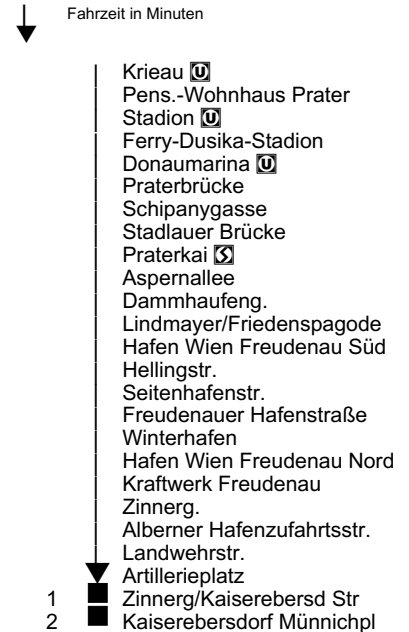 Fahrzeit in Minuten
Krieau U
Pens.-Wohnhaus Prater
Stadion U
Ferry-Dusika-Stadion
Donaumarina U
Praterbrücke
Schipanygasse
Stadlauer Brücke
Praterkai S
Aspernallee
Dammhaufeng.
Lindmayer/Friedenspagode
Hafen Wien Freudenau Süd
Hellingstr.
Seitenhafenstr.
Freudenauer Hafenstraße
Winterhafen
Hafen Wien Freudenau Nord
Kraftwerk Freudenau
Zinnerg.
Alberner Hafenzufahrtsstr.
Landwehrstr.
Artillerieplatz
1 Zinnerg/Kaiserebersd Str
2 Kaiserebersdorf Münnichpl